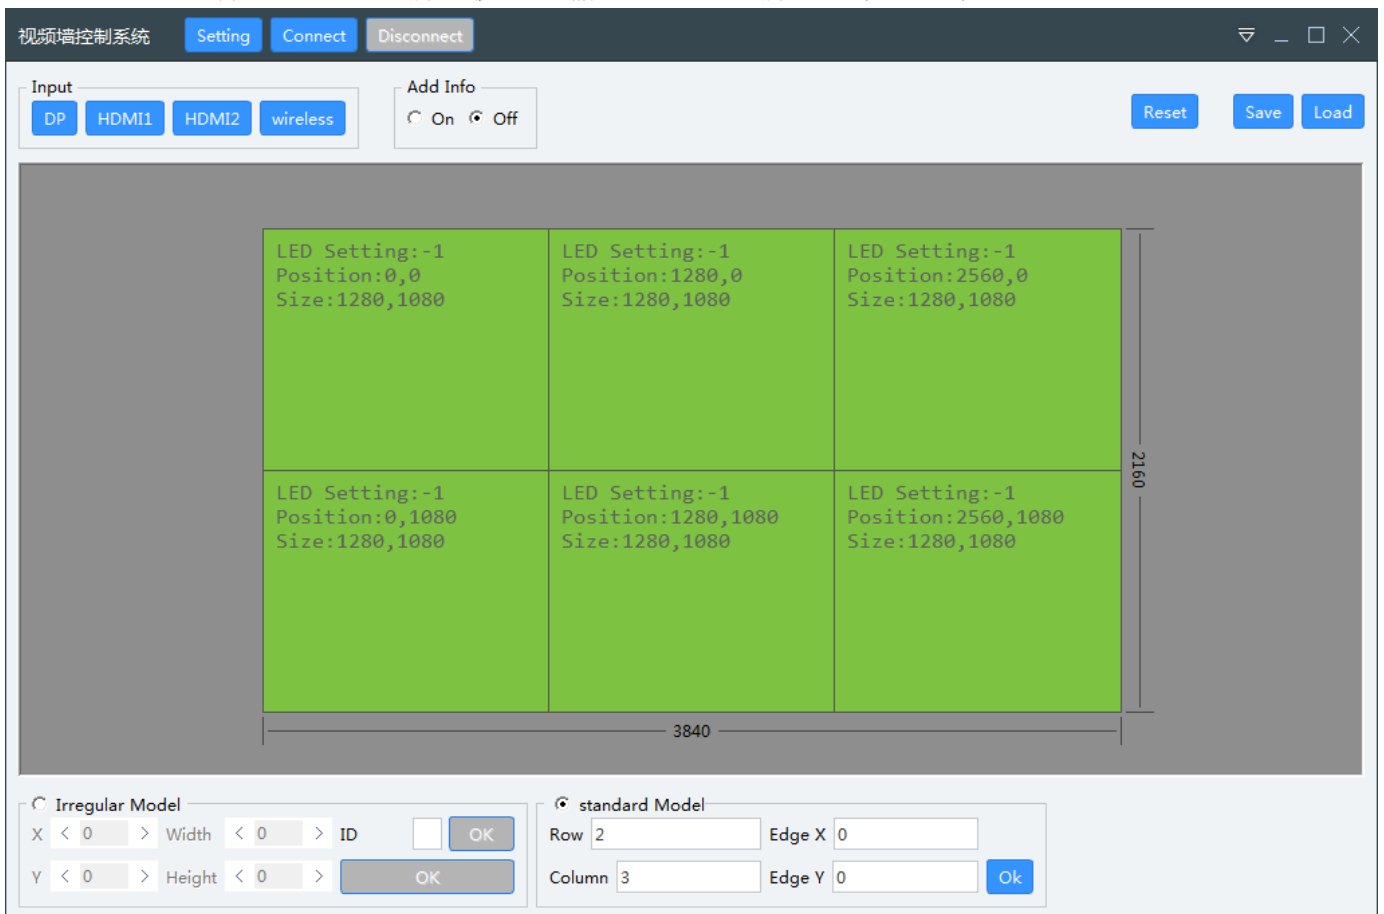 视频墙控制系统 Setting Connect Disconnect
Input
DP HDMI1 HDMI2 wireless
Add Info
On Off
Reset Save Load
LED Setting:-1
Position:0,0
Size:1280,1080
LED Setting:-1
Position:1280,0
Size:1280,1080
LED Setting:-1
Position:2560,0
Size:1280,1080
LED Setting:-1
Position:0,1080
Size:1280,1080
LED Setting:-1
Position:1280,1080
Size:1280,1080
LED Setting:-1
Position:2560,1080
Size:1280,1080
2160
3840
Irregular Model
X < 0 > Width < 0 > ID OK
Y < 0 > Height < 0 > OK
standard Model
Row 2 Edge X 0
Column 3 Edge Y 0 Ok